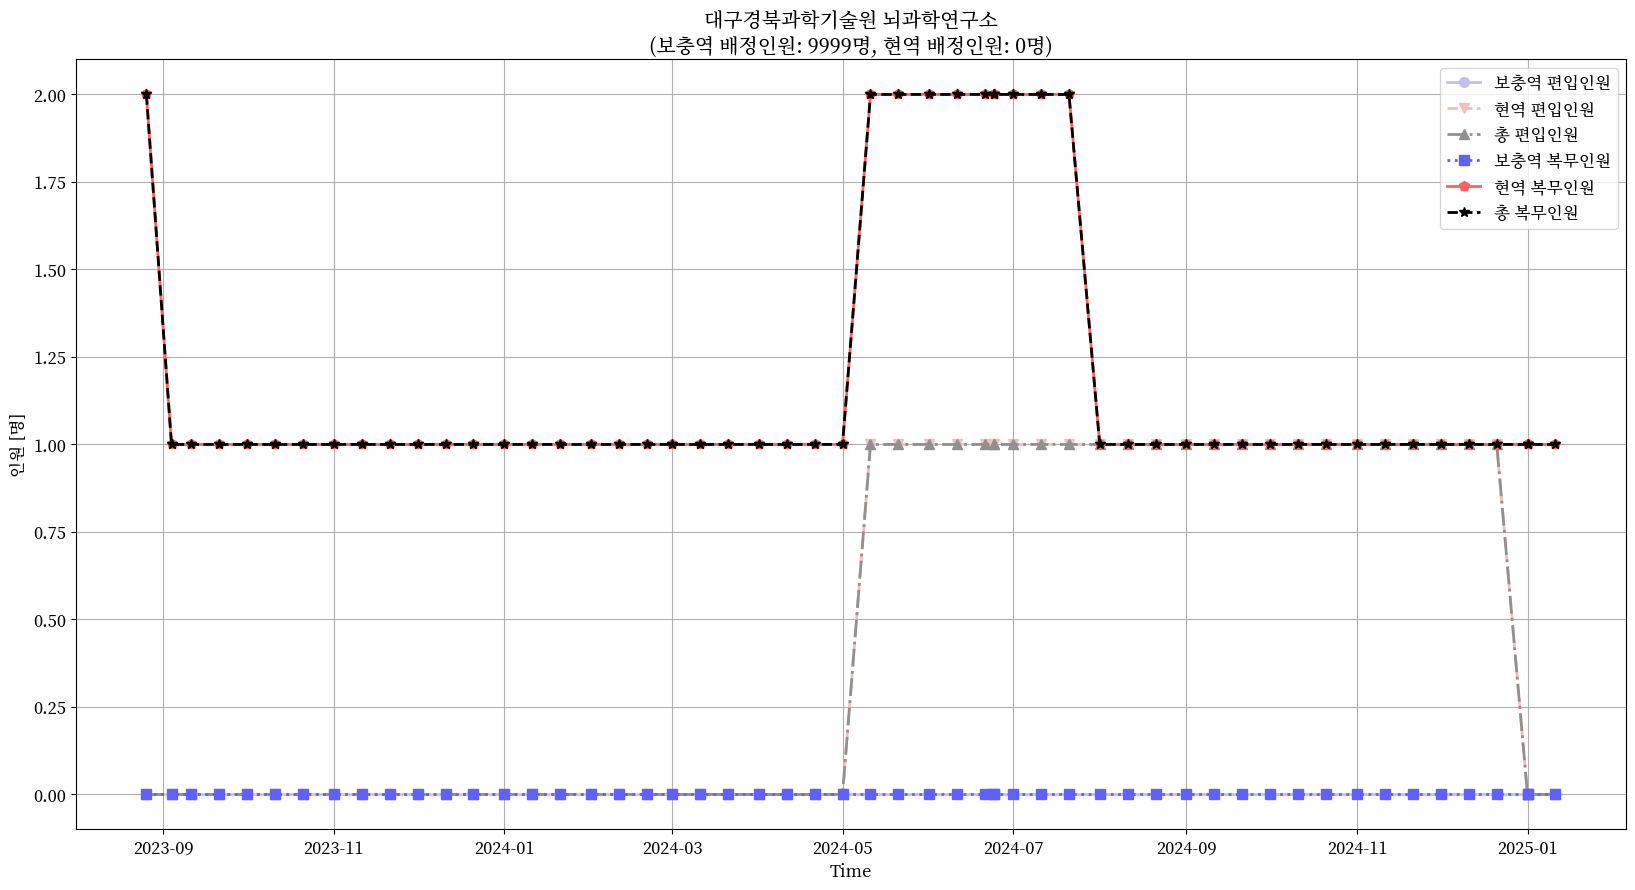 대구경북과학기술원 뇌과학연구소
(보충역 배정인원: 9999명, 현역 배정인원: 0명)
보충역 편입인원
현역 편입인원
총 편입인원
보충역 복무인원
현역 복무인원
총 복무인원
인원 [명]
2.00
1.75
1.50
1.25
1.00
0.75
0.50
0.25
0.00
2023-09
2023-11
2024-01
2024-03
2024-05
2024-07
2024-09
2024-11
2025-01
Time